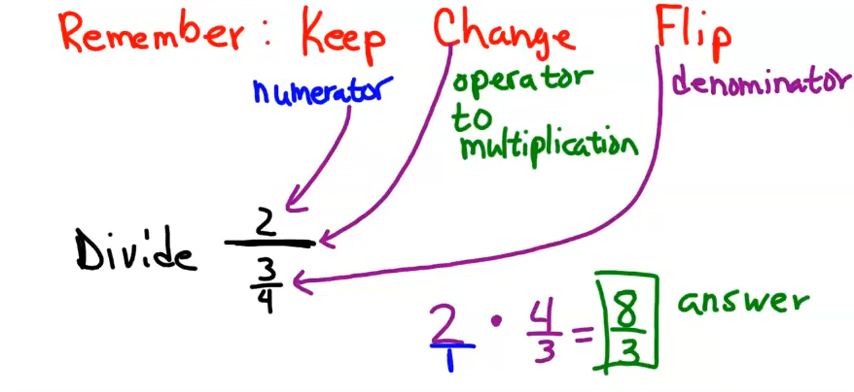 Remember: Keep Change Flip
numerator
operator
to
multiplication
denominator
Divide 2 / (3/4)
2/1 · 4/3 = 8/3 answer